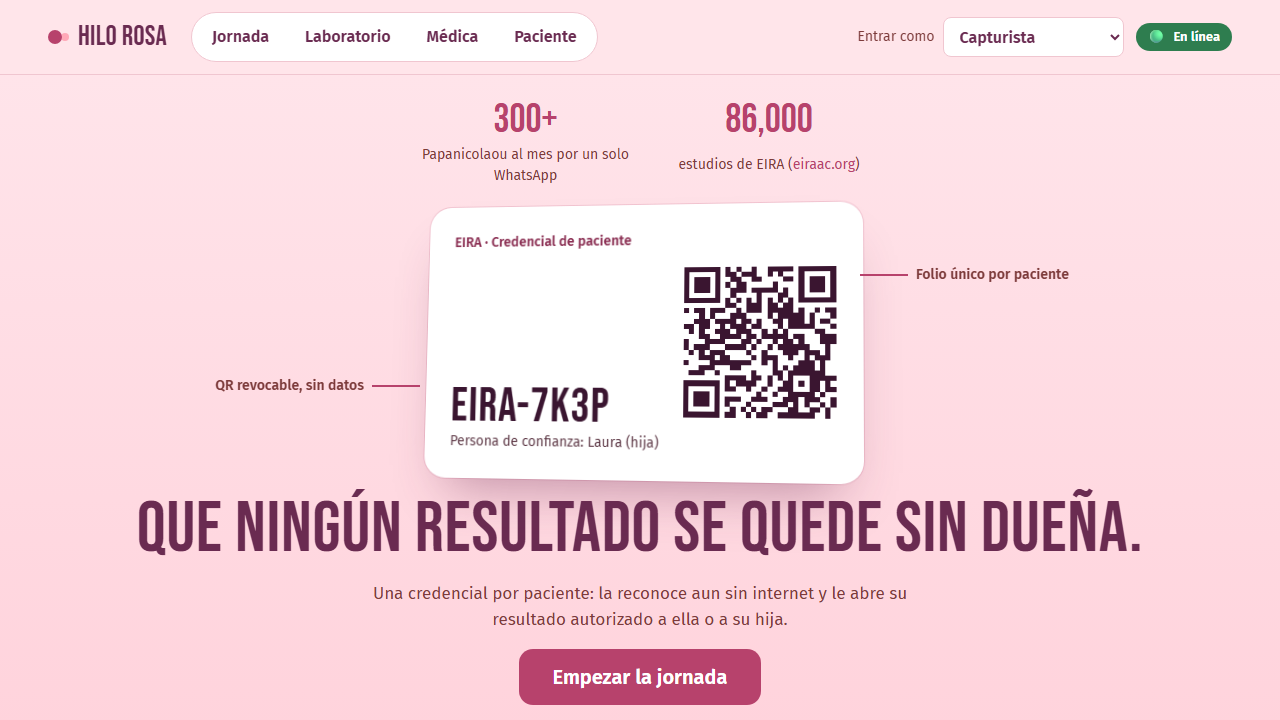 HILO ROSA
Jornada
Laboratorio
Médica
Paciente
Entrar como
Capturista
En línea
300+
Papanicolaou al mes por un solo
WhatsApp
86,000
estudios de EIRA (eiraac.org)
EIRA · Credencial de paciente
Folio único por paciente
QR revocable, sin datos
EIRA-7K3P
Persona de confianza: Laura (hija)
QUE NINGÚN RESULTADO SE QUEDE SIN DUEÑA.
Una credencial por paciente: la reconoce aun sin internet y le abre su
resultado autorizado a ella o a su hija.
Empezar la jornada